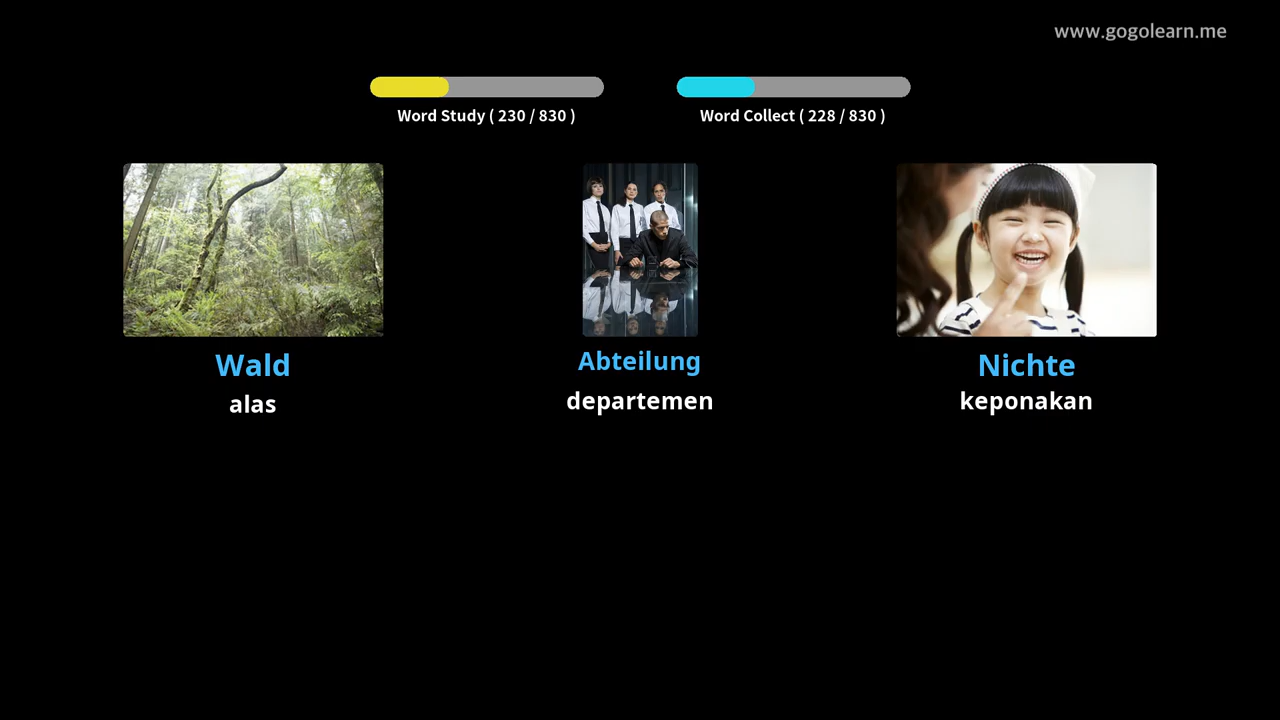 www.gogolearn.me
Word Study ( 230 / 830 )
Word Collect ( 228 / 830 )
Wald
alas
Abteilung
departemen
Nichte
keponakan